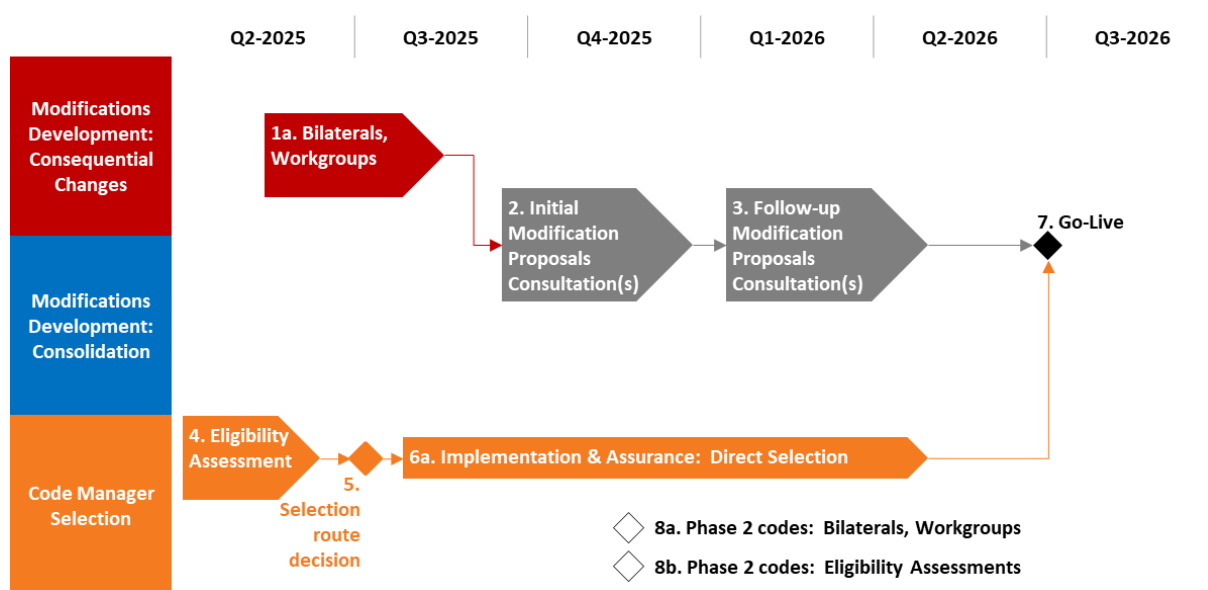 Q2-2025
Q3-2025
Q4-2025
Q1-2026
Q2-2026
Q3-2026
Modifications
Development:
Consequential
Changes
1a. Bilaterals,
Workgroups
2. Initial
Modification
Proposals
Consultation(s)
3. Follow-up
Modification
Proposals
Consultation(s)
7. Go-Live
Modifications
Development:
Consolidation
Code Manager
Selection
4. Eligibility
Assessment
5.
Selection
route
decision
6a. Implementation & Assurance: Direct Selection
8a. Phase 2 codes: Bilaterals, Workgroups
8b. Phase 2 codes: Eligibility Assessments